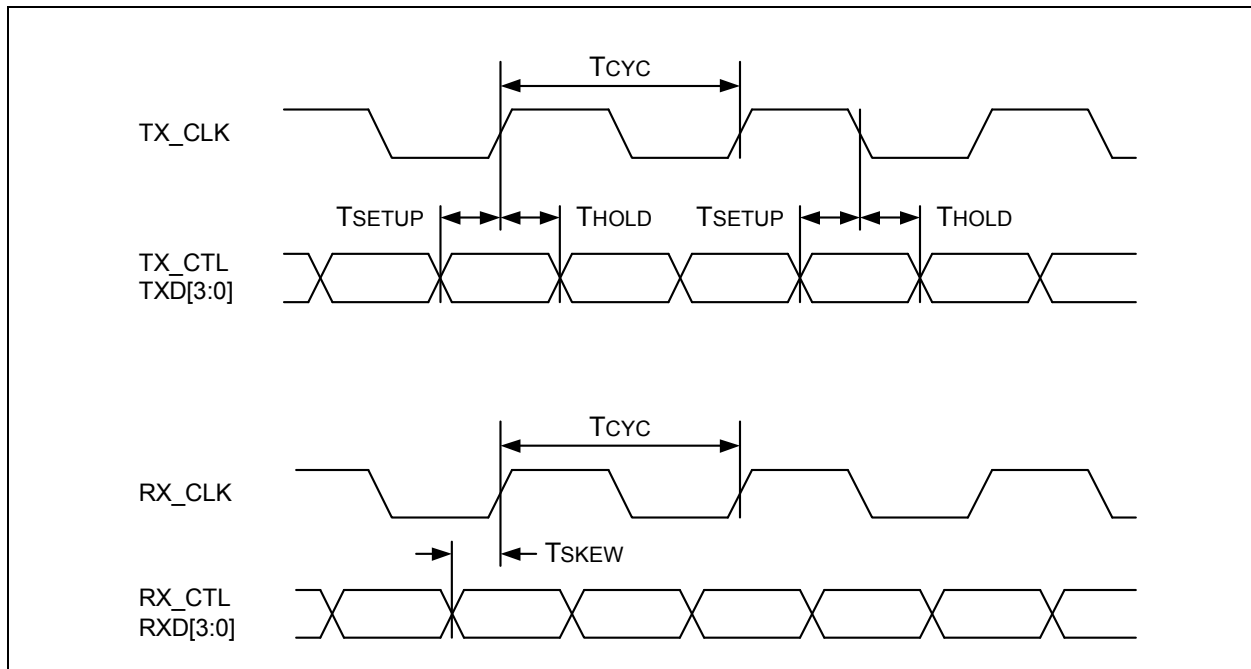 TCYC
TX_CLK
TSETUP THOLD TSETUP THOLD
TX_CTL
TXD[3:0]
TCYC
RX_CLK
TSKEW
RX_CTL
RXD[3:0]